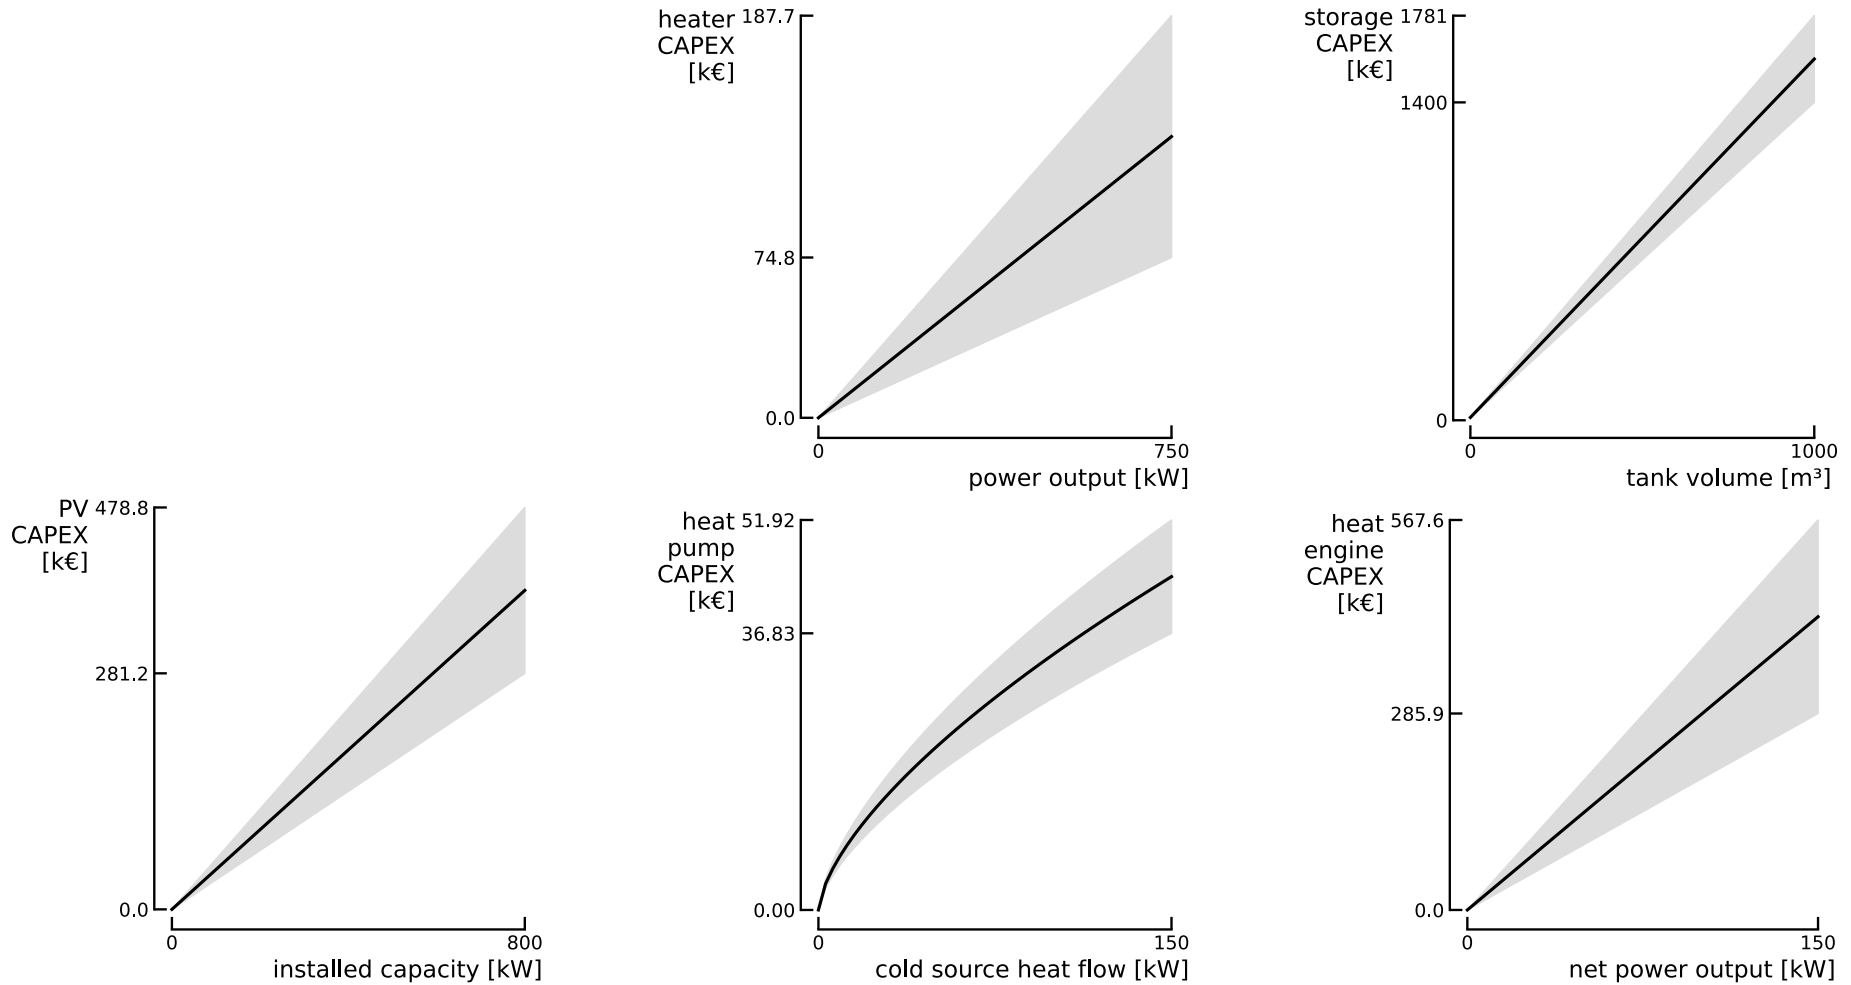 heater
CAPEX
[k€]
187.7
74.8
0.0
0
750
power output [kW]
storage
CAPEX
[k€]
1781
1400
0
0
1000
tank volume [m³]
PV
CAPEX
[k€]
478.8
281.2
0.0
0
800
installed capacity [kW]
heat
pump
CAPEX
[k€]
51.92
36.83
0.00
0
150
cold source heat flow [kW]
heat
engine
CAPEX
[k€]
567.6
285.9
0.0
0
150
net power output [kW]